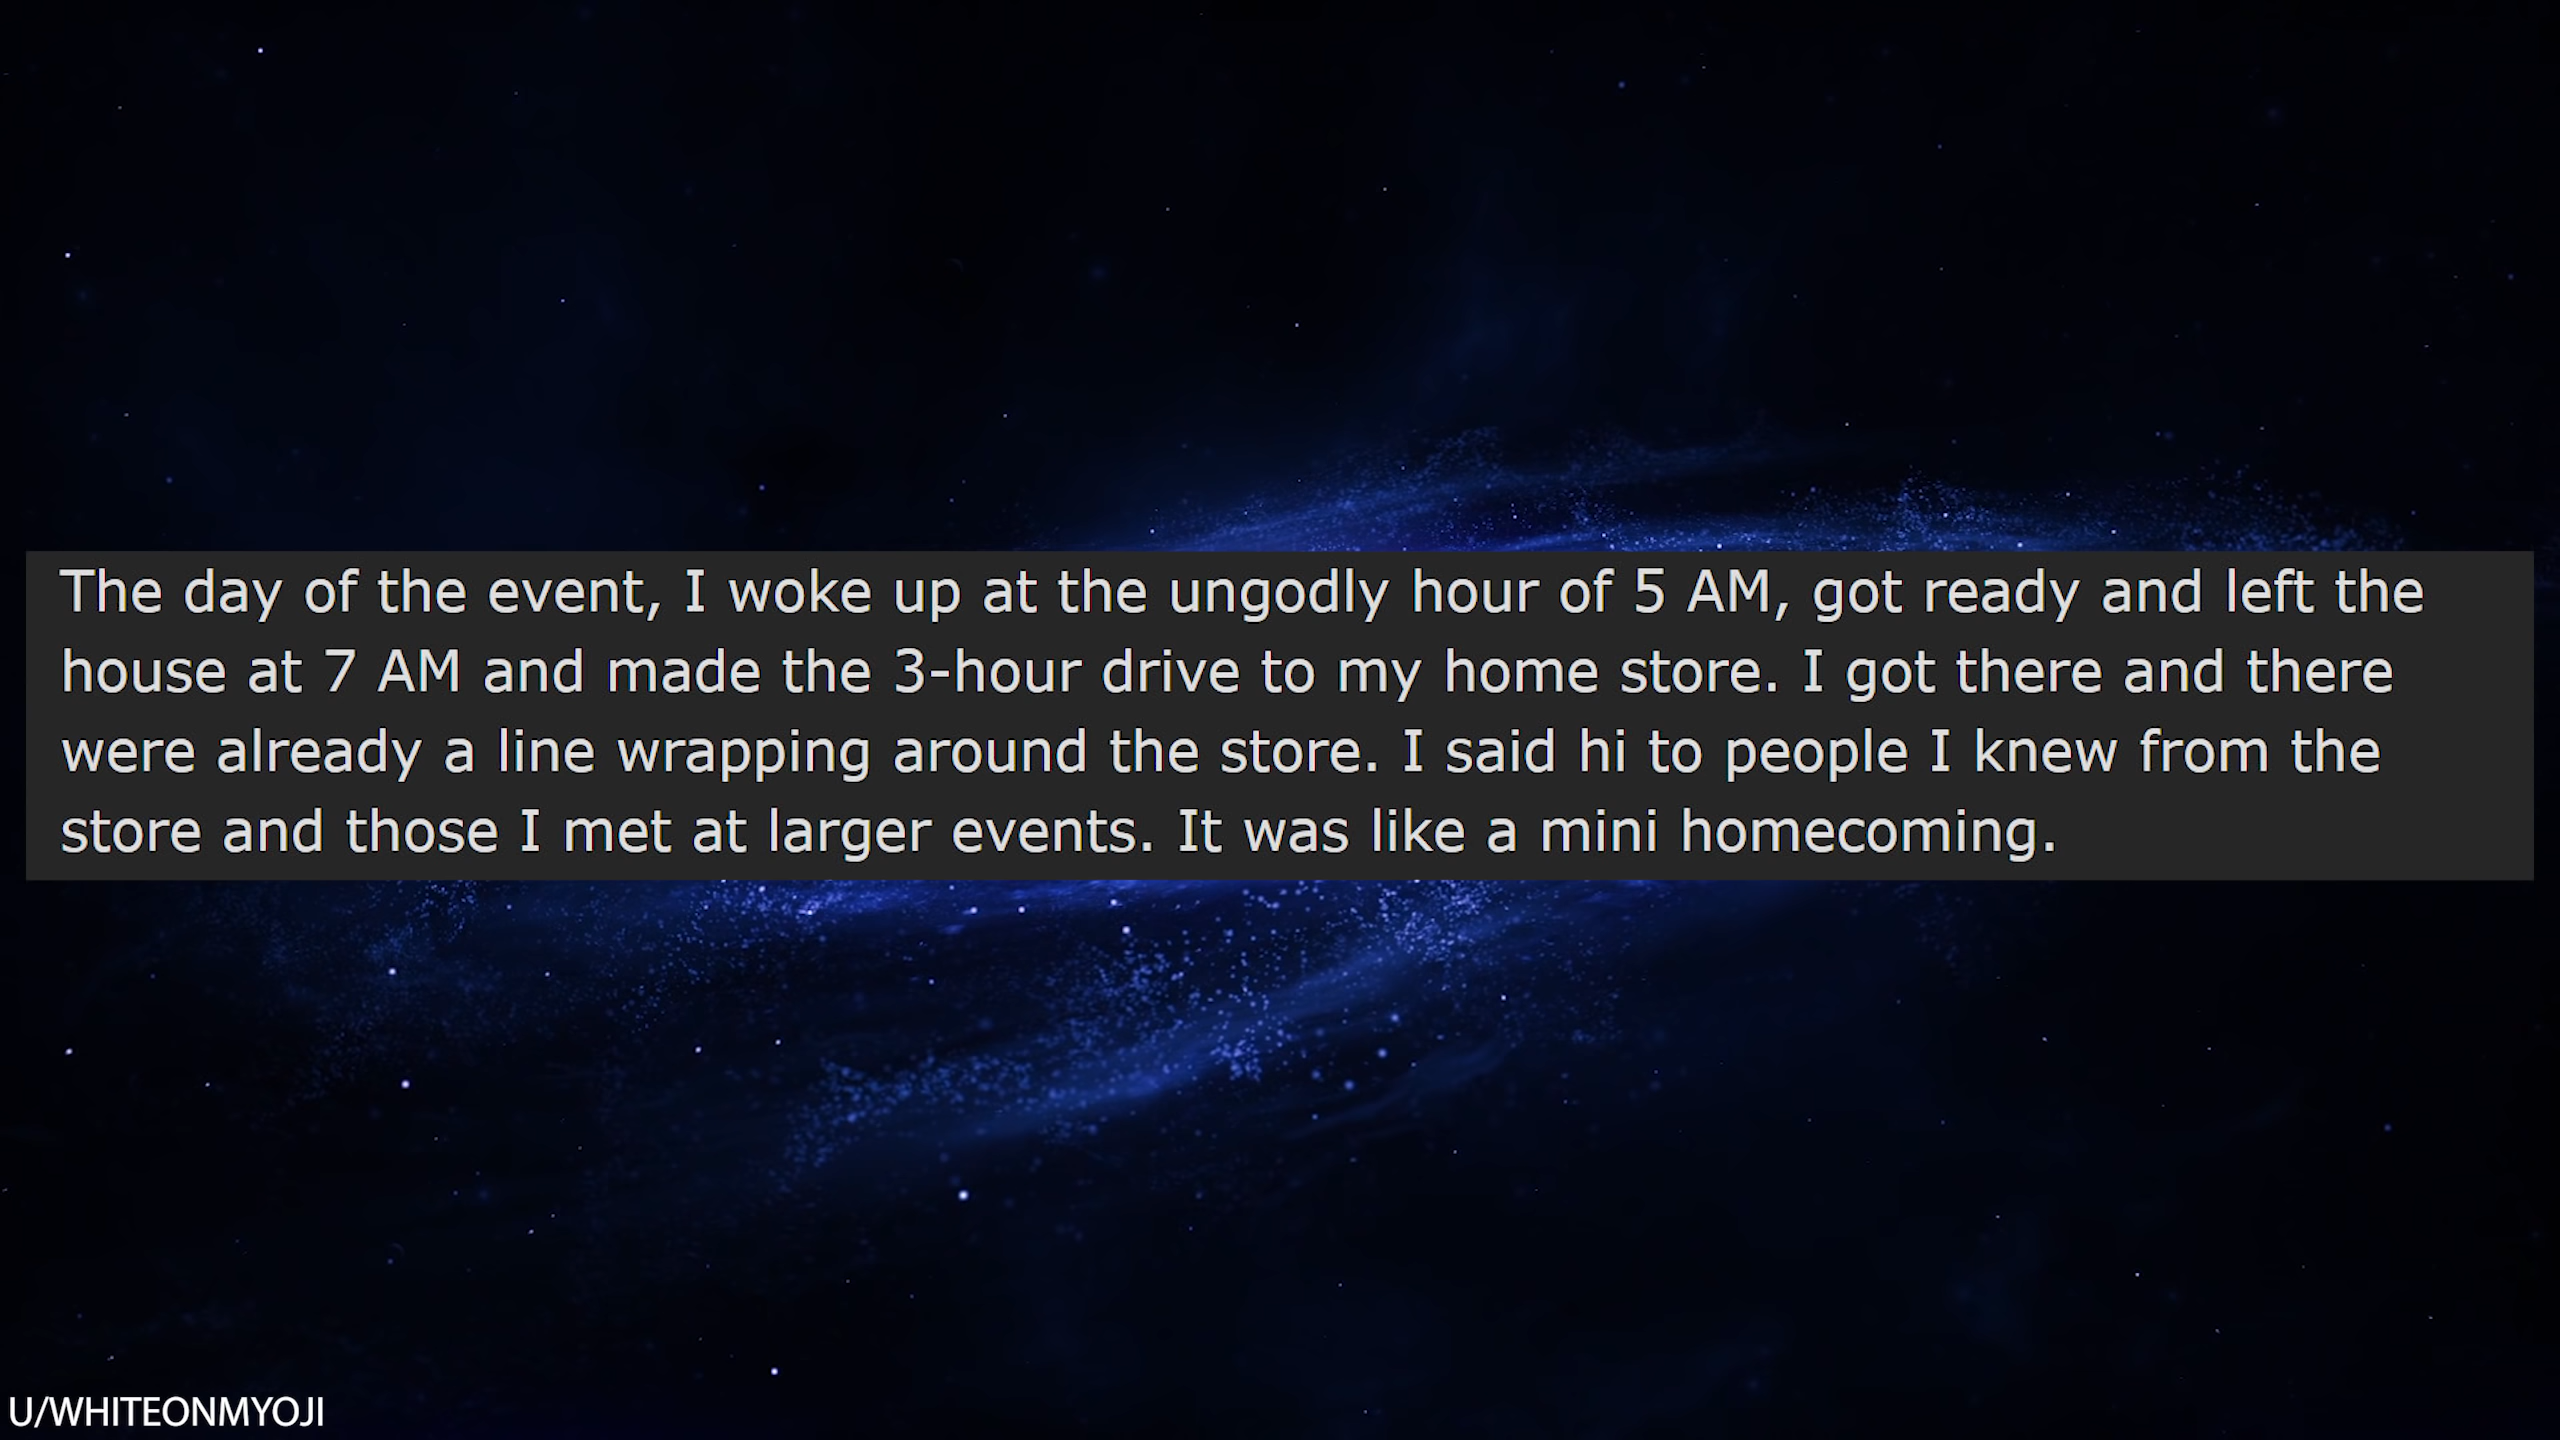 The day of the event, I woke up at the ungodly hour of 5 AM, got ready and left the
house at 7 AM and made the 3-hour drive to my home store. I got there and there
were already a line wrapping around the store. I said hi to people I knew from the
store and those I met at larger events. It was like a mini homecoming.
U/WHITEONMYOJI